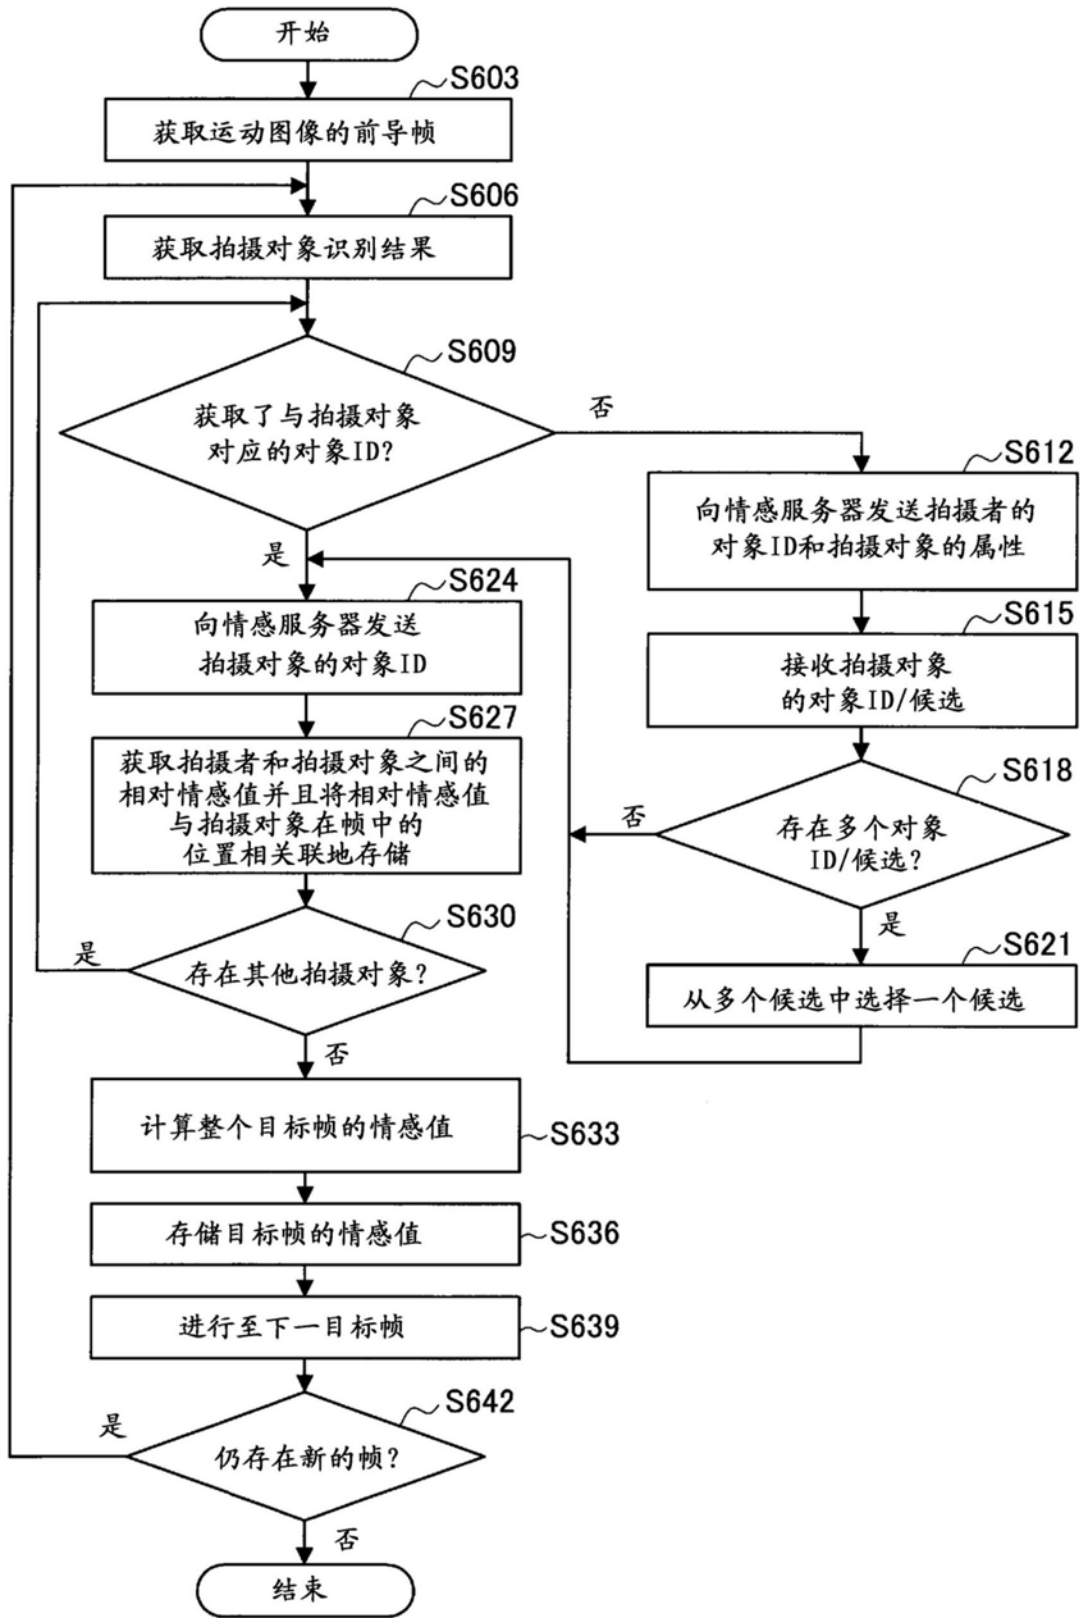 开始
S603
获取运动图像的前导帧
S606
获取拍摄对象识别结果
S609
获取了与拍摄对象
对应的对象ID?
否
是
S612
向情感服务器发送拍摄者的
对象ID和拍摄对象的属性
S615
接收拍摄对象
的对象ID/候选
S618
存在多个对象
ID/候选?
否
是
S621
从多个候选中选择一个候选
S624
向情感服务器发送
拍摄对象的对象ID
S627
获取拍摄者和拍摄对象之间的
相对情感值并且将相对情感值
与拍摄对象在帧中的
位置相关联地存储
S630
存在其他拍摄对象?
是
否
计算整个目标帧的情感值
S633
存储目标帧的情感值
S636
进行至下一目标帧
S639
S642
仍存在新的帧?
是
否
结束